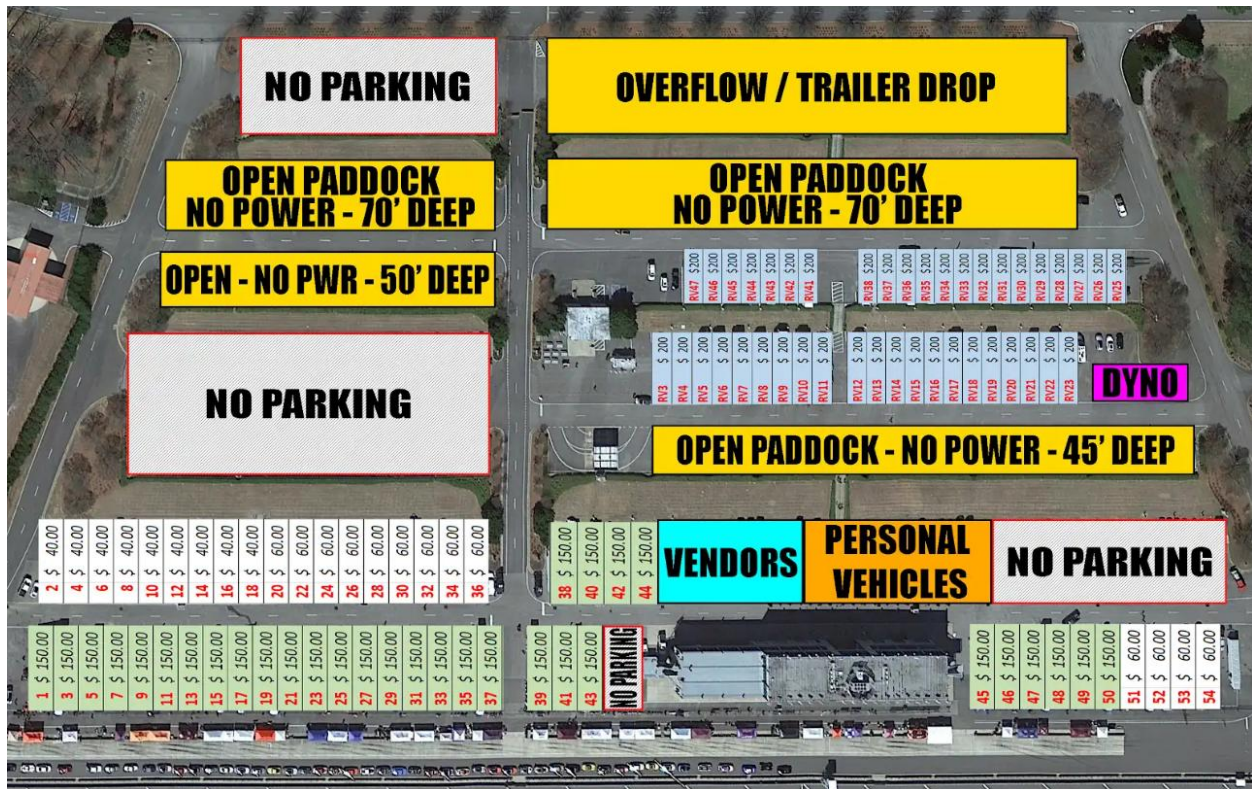 NO PARKING
OVERFLOW / TRAILER DROP
OPEN PADDOCK
NO POWER - 70' DEEP
OPEN PADDOCK
NO POWER - 70' DEEP
OPEN - NO PWR - 50' DEEP
RV47 $200
RV46 $200
RV45 $200
RV44 $200
RV43 $200
RV42 $200
RV41 $200
RV38 $200
RV37 $200
RV36 $200
RV35 $200
RV34 $200
RV33 $200
RV32 $200
RV31 $200
RV30 $200
RV29 $200
RV28 $200
RV27 $200
RV26 $200
RV25 $200
NO PARKING
RV3 $ 200
RV4 $ 200
RV5 $ 200
RV6 $ 200
RV7 $ 200
RV8 $ 200
RV9 $ 200
RV10 $ 200
RV11 $ 200
RV12 $ 200
RV13 $ 200
RV14 $ 200
RV15 $ 200
RV16 $ 200
RV17 $ 200
RV18 $ 200
RV19 $ 200
RV20 $ 200
RV21 $ 200
RV22 $ 200
RV23 $ 200
DYNO
OPEN PADDOCK - NO POWER - 45' DEEP
2 $ 40.00
4 $ 40.00
6 $ 40.00
8 $ 40.00
10 $ 40.00
12 $ 40.00
14 $ 40.00
16 $ 40.00
18 $ 40.00
20 $ 60.00
22 $ 60.00
24 $ 60.00
26 $ 60.00
28 $ 60.00
30 $ 60.00
32 $ 60.00
34 $ 60.00
36 $ 60.00
38 $ 150.00
40 $ 150.00
42 $ 150.00
44 $ 150.00
VENDORS
PERSONAL
VEHICLES
NO PARKING
1 $ 150.00
3 $ 150.00
5 $ 150.00
7 $ 150.00
9 $ 150.00
11 $ 150.00
13 $ 150.00
15 $ 150.00
17 $ 150.00
19 $ 150.00
21 $ 150.00
23 $ 150.00
25 $ 150.00
27 $ 150.00
29 $ 150.00
31 $ 150.00
33 $ 150.00
35 $ 150.00
37 $ 150.00
39 $ 150.00
41 $ 150.00
43 $ 150.00
NO PARKING
45 $ 150.00
46 $ 150.00
47 $ 150.00
48 $ 150.00
49 $ 150.00
50 $ 150.00
51 $ 60.00
52 $ 60.00
53 $ 60.00
54 $ 60.00